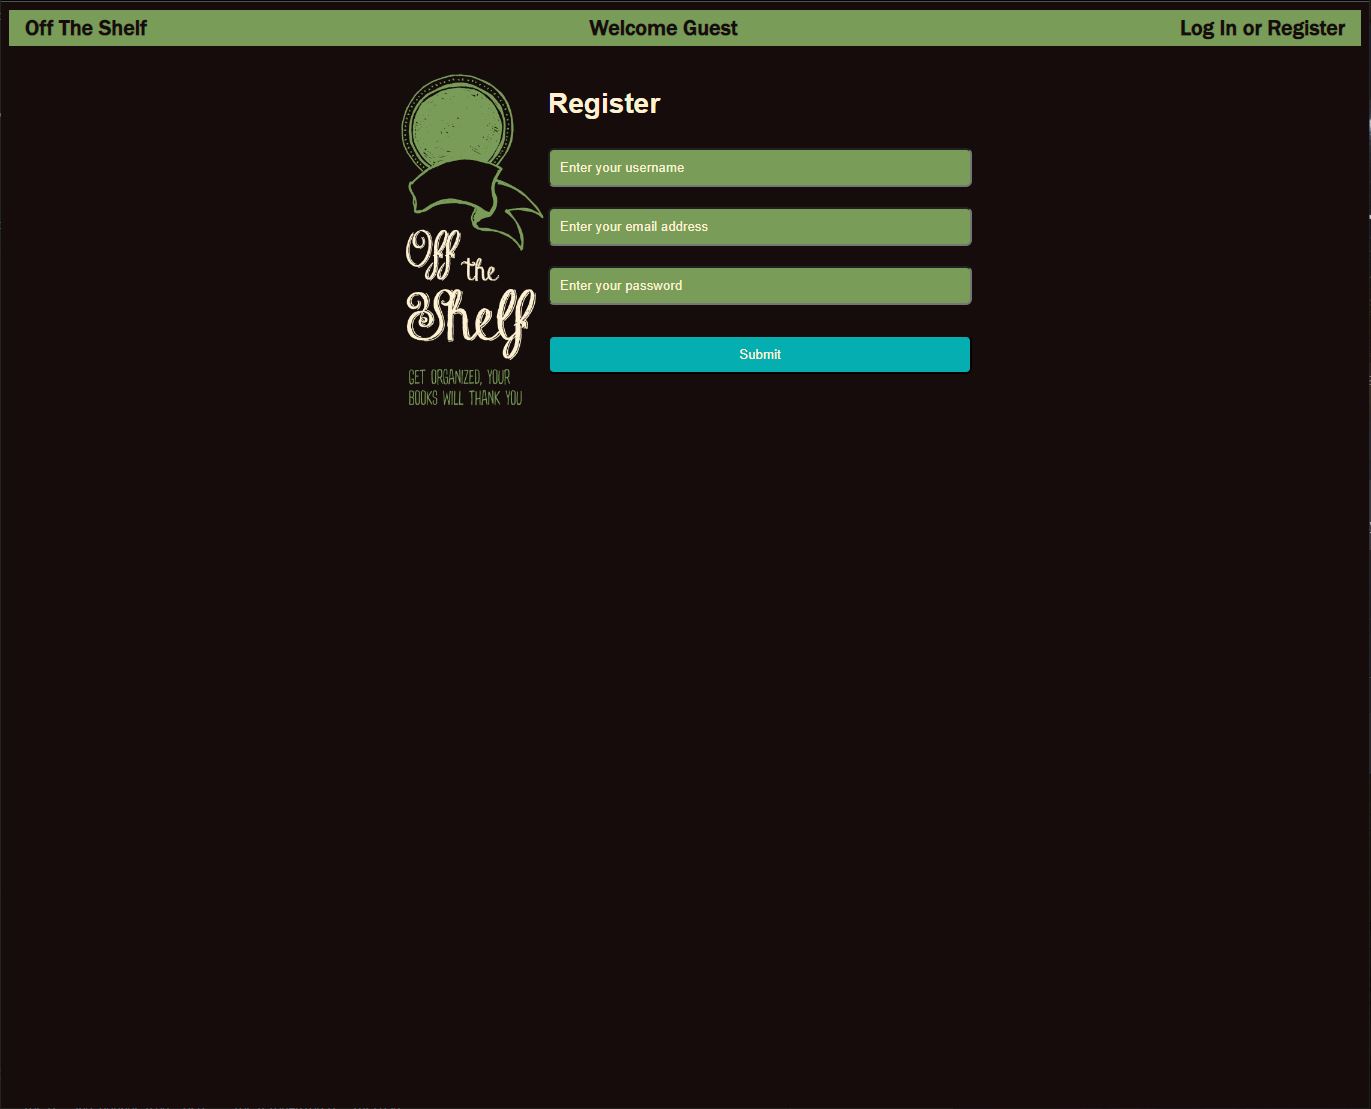 Off The Shelf
Welcome Guest
Log In or Register
Register
Enter your username
Enter your email address
Enter your password
Submit
Off the
Shelf
GET ORGANIZED, YOUR
BOOKS WILL THANK YOU